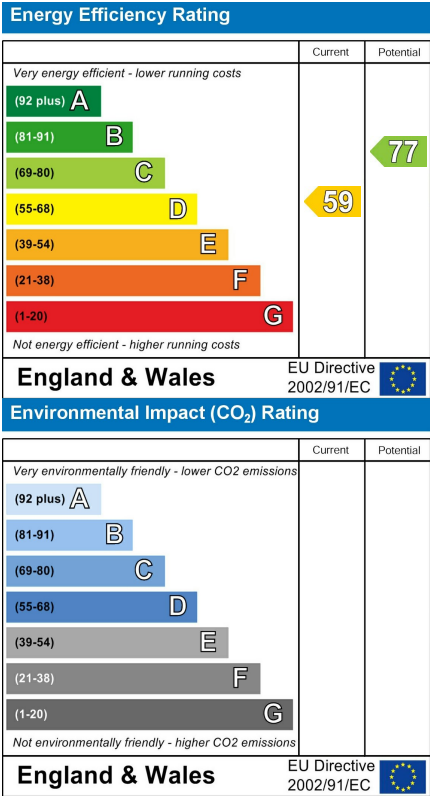 Energy Efficiency Rating
Current Potential
Very energy efficient - lower running costs
(92 plus) A
(81-91) B
(69-80) C
77
(55-68) D
59
(39-54) E
(21-38) F
(1-20) G
Not energy efficient - higher running costs
England & Wales
EU Directive
2002/91/EC
Environmental Impact (CO₂) Rating
Current Potential
Very environmentally friendly - lower CO2 emissions
(92 plus) A
(81-91) B
(69-80) C
(55-68) D
(39-54) E
(21-38) F
(1-20) G
Not environmentally friendly - higher CO2 emissions
England & Wales
EU Directive
2002/91/EC